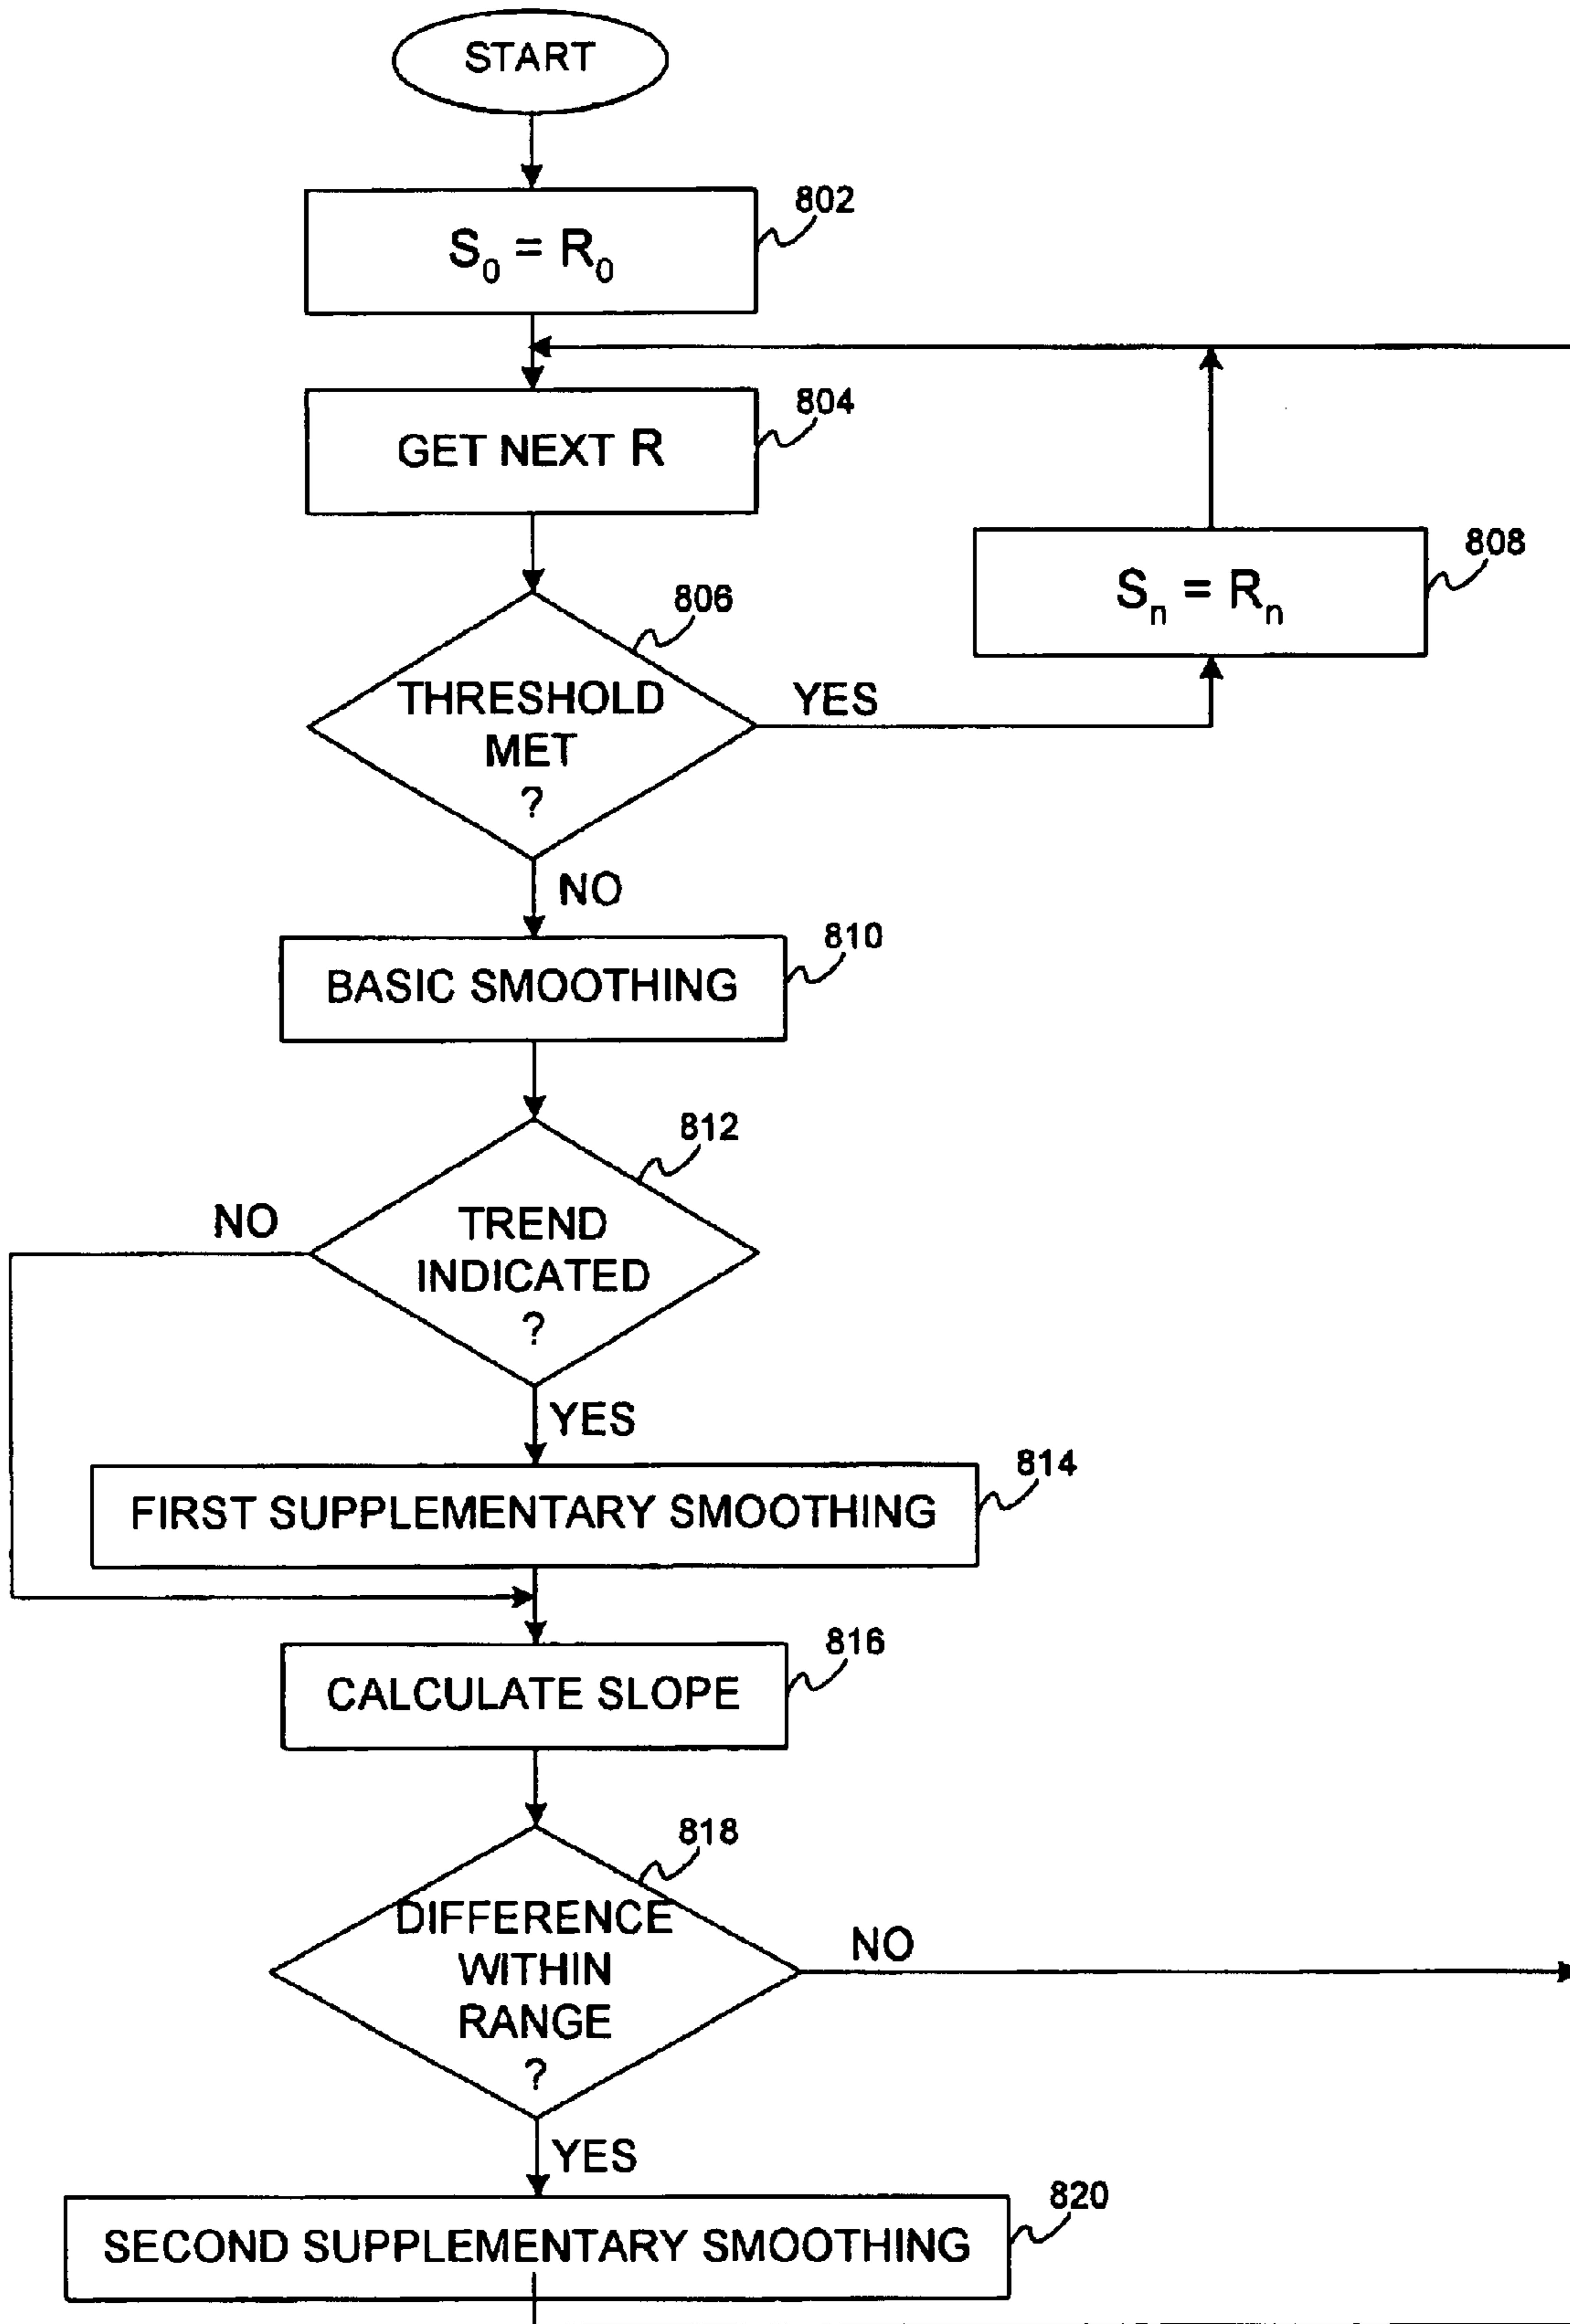 START
802
S₀ = R₀
804
GET NEXT R
808
Sₙ = Rₙ
806
THRESHOLD
MET
?
YES
NO
810
BASIC SMOOTHING
812
NO
TREND
INDICATED
?
YES
814
FIRST SUPPLEMENTARY SMOOTHING
816
CALCULATE SLOPE
818
DIFFERENCE
WITHIN
RANGE
?
NO
YES
820
SECOND SUPPLEMENTARY SMOOTHING